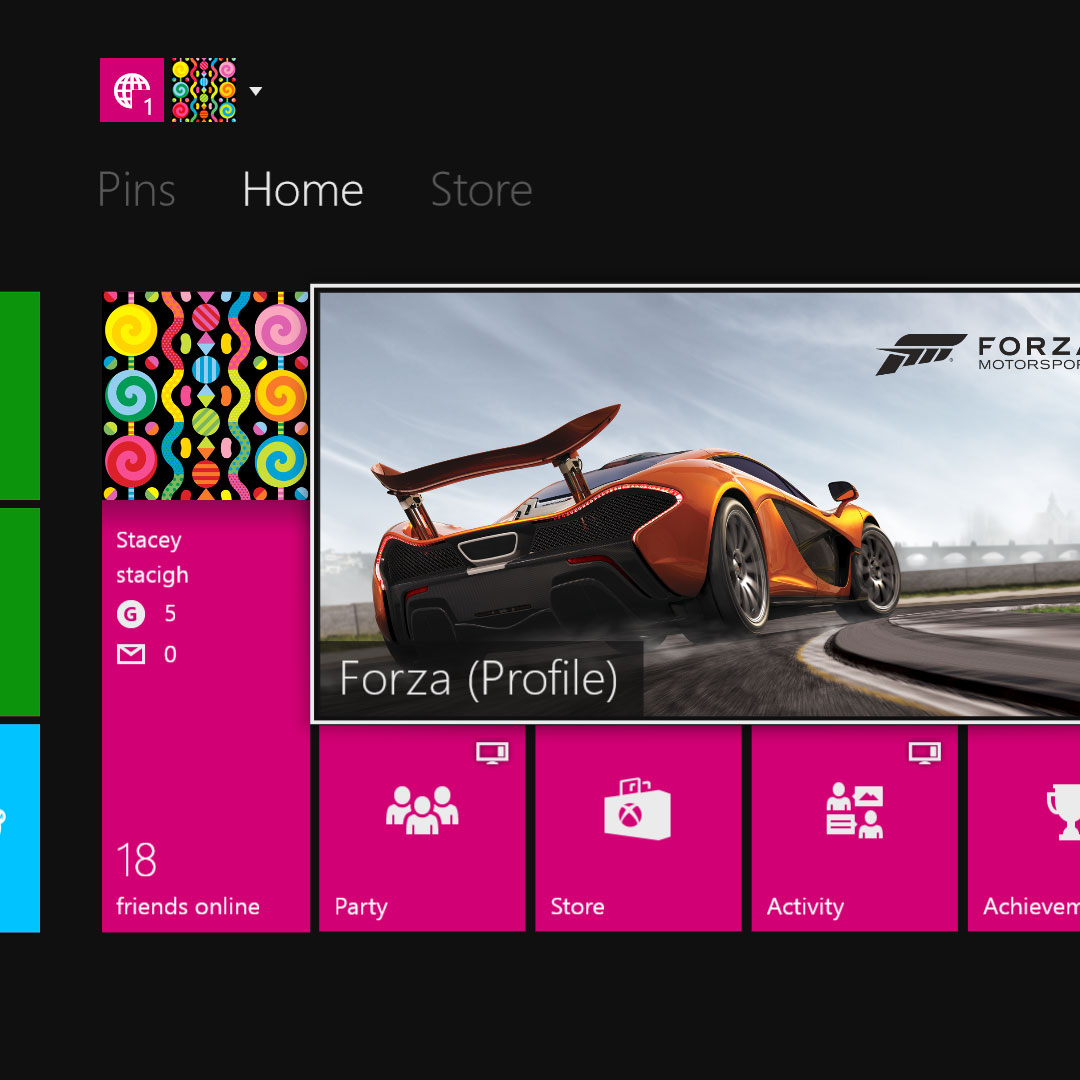 1
Pins Home Store
FORZA
MOTORSPOR
Stacey
stacigh
G 5
0
Forza (Profile)
18
friends online
Party
Store
Activity
Achievem